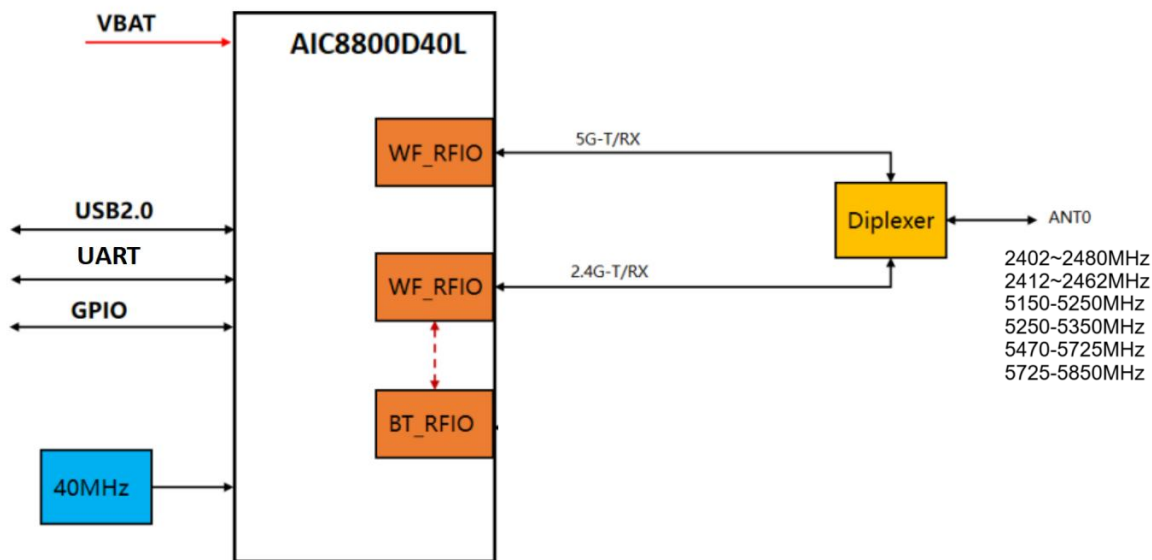 VBAT
AIC8800D40L
WF_RFIO
5G-T/RX
Diplexer
ANT0
USB2.0
UART
GPIO
WF_RFIO
2.4G-T/RX
2402~2480MHz
2412~2462MHz
5150-5250MHz
5250-5350MHz
5470-5725MHz
5725-5850MHz
BT_RFIO
40MHz